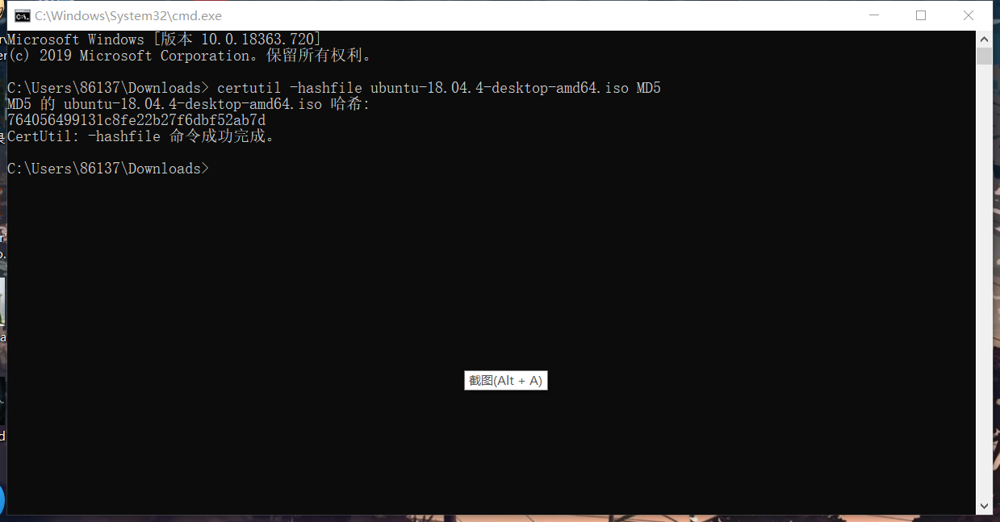 C:\Windows\System32\cmd.exe
Microsoft Windows [版本 10.0.18363.720]
(c) 2019 Microsoft Corporation。保留所有权利。
C:\Users\86137\Downloads> certutil -hashfile ubuntu-18.04.4-desktop-amd64.iso MD5
MD5 的 ubuntu-18.04.4-desktop-amd64.iso 哈希:
764056499131c8fe22b27f6dbf52ab7d
CertUtil: -hashfile 命令成功完成。
C:\Users\86137\Downloads>
截图(Alt + A)